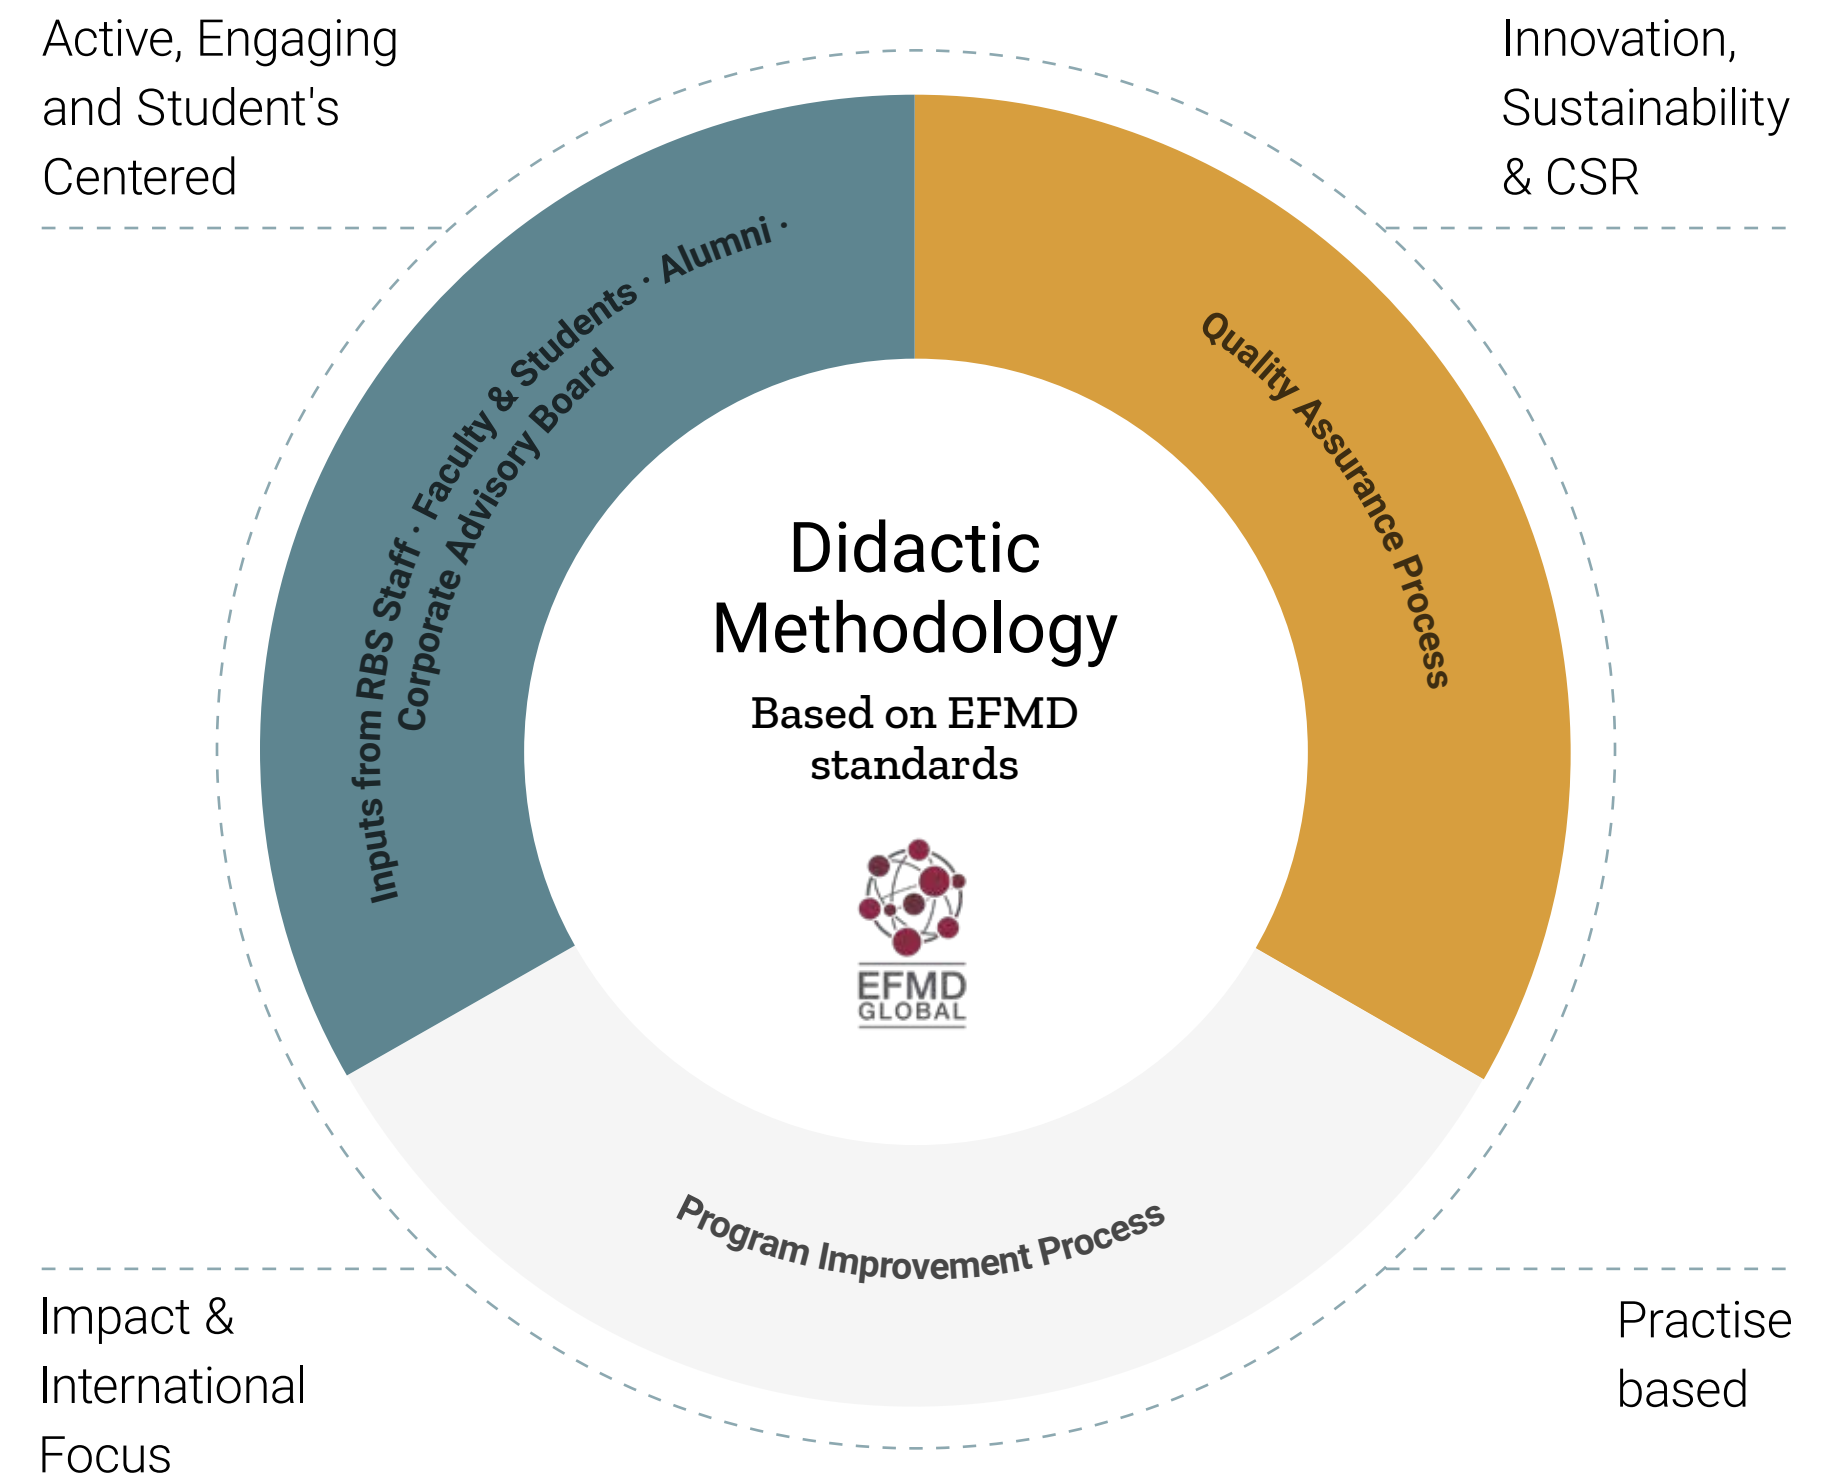 Active, Engaging
and Student's
Centered
Innovation,
Sustainability
& CSR
Inputs from RBS Staff · Faculty & Students · Alumni ·
Corporate Advisory Board
Quality Assurance Process
Didactic
Methodology
Based on EFMD
standards
EFMD
GLOBAL
Program Improvement Process
Impact &
International
Focus
Practise
based